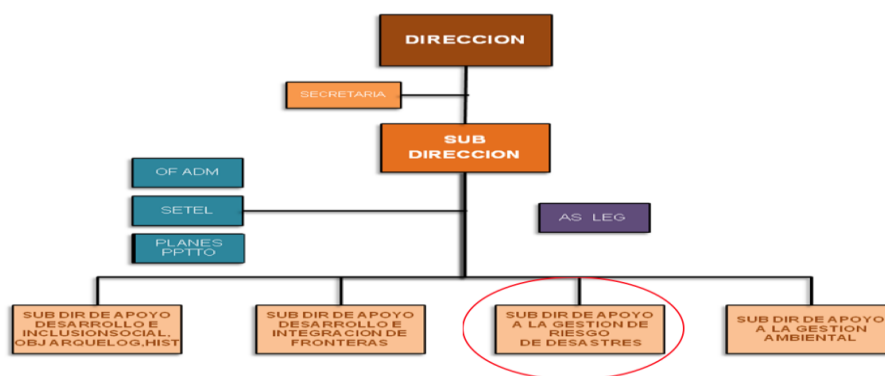 DIRECCION
SECRETARIA
SUB
DIRECCION
OF ADM
SETEL
AS LEG
PLANES
PPTTO
SUB DIR DE APOYO
DESARROLLO E
INCLUSIONSOCIAL.
OBJ ARQUELOG,HIST
SUB DIR DE APOYO
DESARROLLO E
INTEGRACION DE
FRONTERAS
SUB DIR DE APOYO
A LA GESTION DE
RIESGO
DE DESASTRES
SUB DIR DE APOYO
A LA GESTION
AMBIENTAL